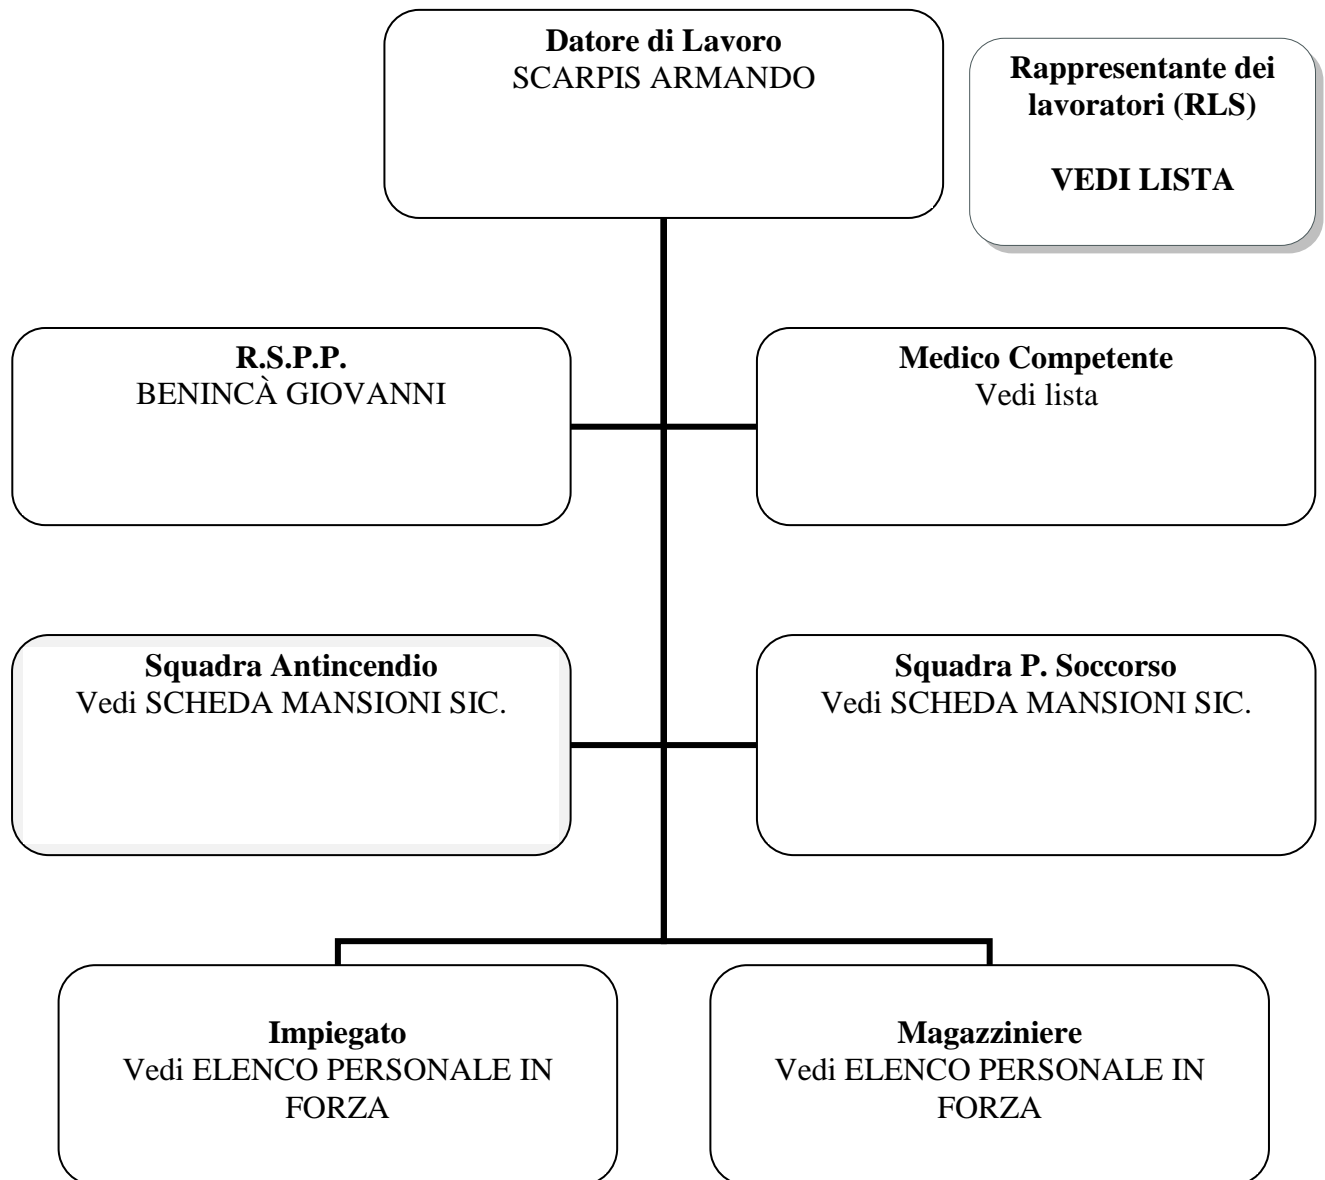 Datore di Lavoro
SCARPIS ARMANDO
Rappresentante dei
lavoratori (RLS)
VEDI LISTA
R.S.P.P.
BENINCÀ GIOVANNI
Medico Competente
Vedi lista
Squadra Antincendio
Vedi SCHEDA MANSIONI SIC.
Squadra P. Soccorso
Vedi SCHEDA MANSIONI SIC.
Impiegato
Vedi ELENCO PERSONALE IN
FORZA
Magazziniere
Vedi ELENCO PERSONALE IN
FORZA